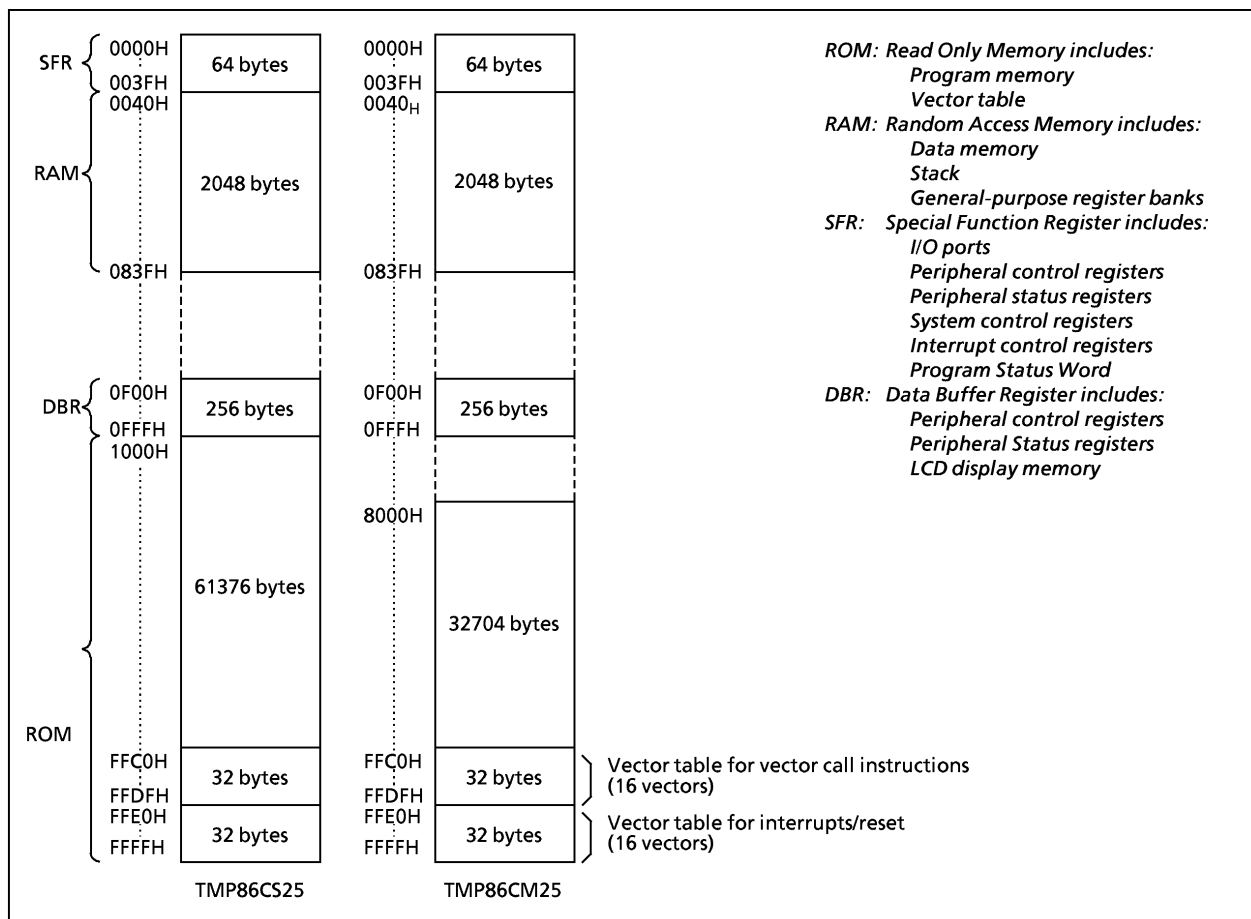 SFR
RAM
DBR
ROM
0000H
003FH
0040H
083FH
0F00H
0FFFH
1000H
FFC0H
FFDFH
FFE0H
FFFFH
64 bytes
2048 bytes
256 bytes
61376 bytes
32 bytes
32 bytes
TMP86CS25
0000H
003FH
0040H
083FH
0F00H
0FFFH
8000H
FFC0H
FFDFH
FFE0H
FFFFH
64 bytes
2048 bytes
256 bytes
32704 bytes
32 bytes
32 bytes
TMP86CM25
Vector table for vector call instructions
(16 vectors)
Vector table for interrupts/reset
(16 vectors)
ROM: Read Only Memory includes:
Program memory
Vector table
RAM: Random Access Memory includes:
Data memory
Stack
General-purpose register banks
SFR: Special Function Register includes:
I/O ports
Peripheral control registers
Peripheral status registers
System control registers
Interrupt control registers
Program Status Word
DBR: Data Buffer Register includes:
Peripheral control registers
Peripheral Status registers
LCD display memory